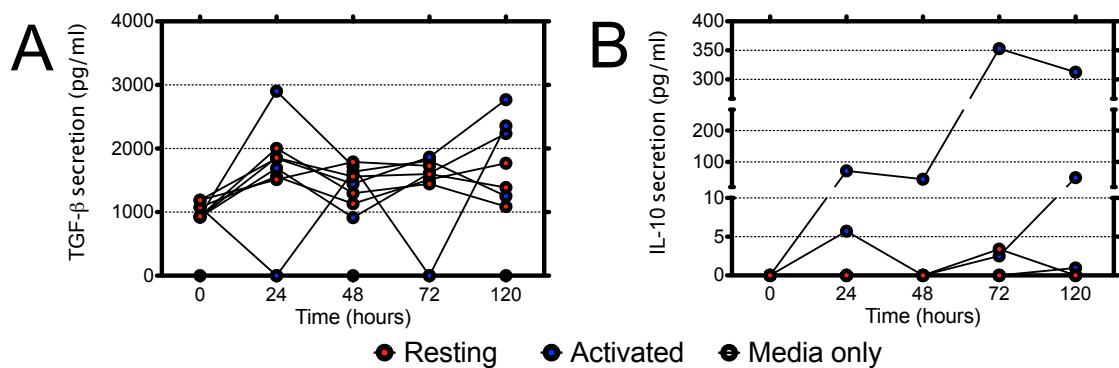 A
TGF-β secretion (pg/ml)
4000
3000
2000
1000
0
0 24 48 72 120
Time (hours)
B
IL-10 secretion (pg/ml)
400
350
300
200
100
10
5
0
0 24 48 72 120
Time (hours)
Resting Activated Media only